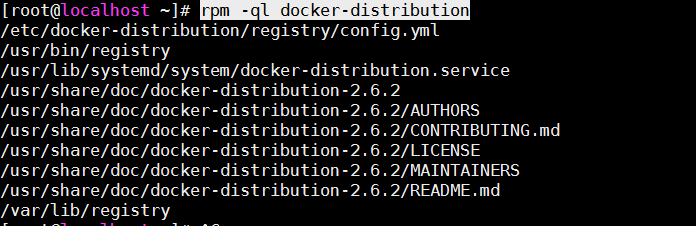 [root@localhost ~]# rpm -ql docker-distribution
/etc/docker-distribution/registry/config.yml
/usr/bin/registry
/usr/lib/systemd/system/docker-distribution.service
/usr/share/doc/docker-distribution-2.6.2
/usr/share/doc/docker-distribution-2.6.2/AUTHORS
/usr/share/doc/docker-distribution-2.6.2/CONTRIBUTING.md
/usr/share/doc/docker-distribution-2.6.2/LICENSE
/usr/share/doc/docker-distribution-2.6.2/MAINTAINERS
/usr/share/doc/docker-distribution-2.6.2/README.md
/var/lib/registry